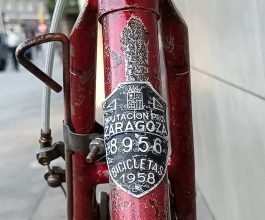 DIPUTACION PROV
ZARAGOZA
8956
BICICLETAS
1958